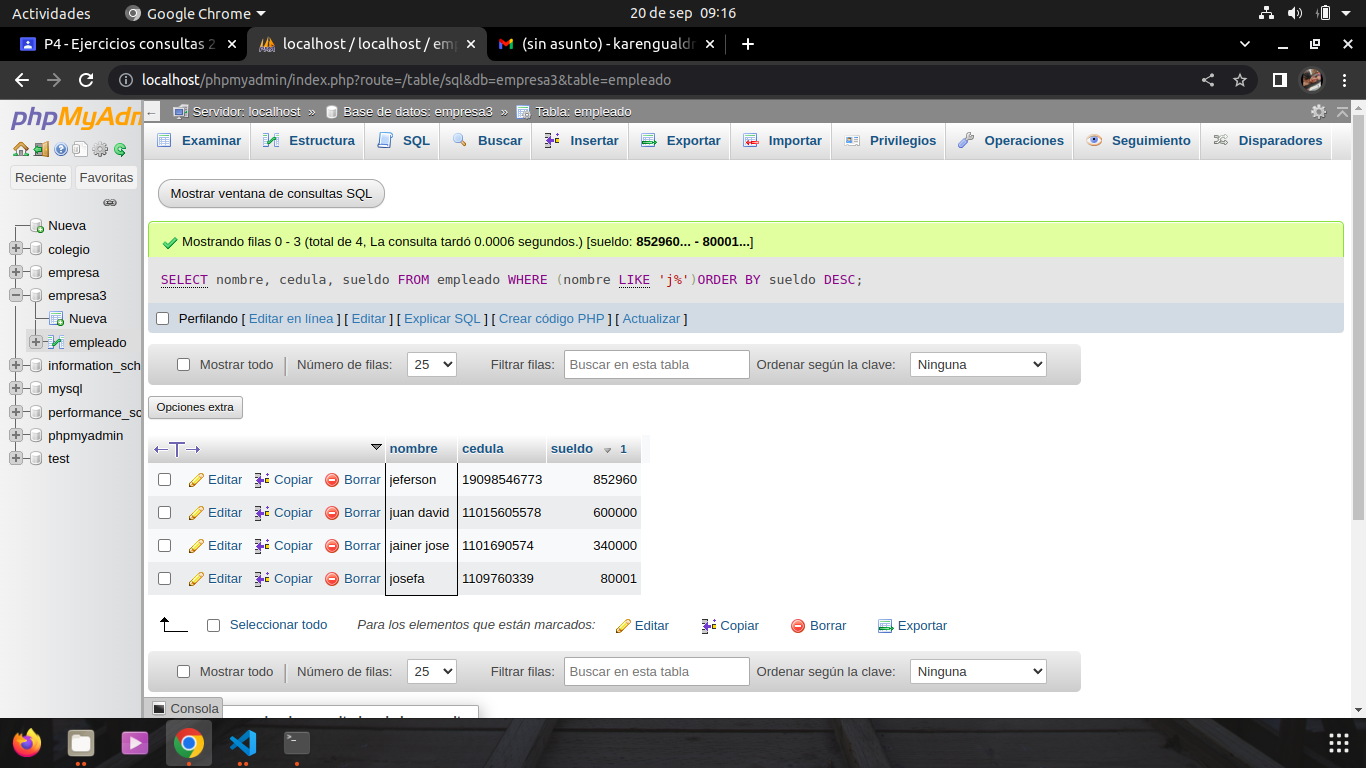 Actividades Google Chrome 20 de sep 09:16
P4 - Ejercicios consultas 2 localhost / localhost / emp (sin asunto) - karengualdr
localhost/phpmyadmin/index.php?route=/table/sql&db=empresa3&table=empleado
phpMyAdm
Reciente Favoritas
Nueva
colegio
empresa
empresa3
Nueva
empleado
information_sch
mysql
performance_sc
phpmyadmin
test
Servidor: localhost » Base de datos: empresa3 » Tabla: empleado
Examinar Estructura SQL Buscar Insertar Exportar Importar Privilegios Operaciones Seguimiento Disparadores
Mostrar ventana de consultas SQL
Mostrando filas 0 - 3 (total de 4, La consulta tardó 0.0006 segundos.) [sueldo: 852960... - 80001...]
SELECT nombre, cedula, sueldo FROM empleado WHERE (nombre LIKE 'j%')ORDER BY sueldo DESC;
Perfilando [ Editar en línea ] [ Editar ] [ Explicar SQL ] [ Crear código PHP ] [ Actualizar ]
Mostrar todo Número de filas: 25 Filtrar filas: Buscar en esta tabla Ordenar según la clave: Ninguna
Opciones extra
nombre cedula sueldo 1
Editar Copiar Borrar jeferson 19098546773 852960
Editar Copiar Borrar juan david 11015605578 600000
Editar Copiar Borrar jainer jose 1101690574 340000
Editar Copiar Borrar josefa 1109760339 80001
Seleccionar todo Para los elementos que están marcados: Editar Copiar Borrar Exportar
Mostrar todo Número de filas: 25 Filtrar filas: Buscar en esta tabla Ordenar según la clave: Ninguna
Consola